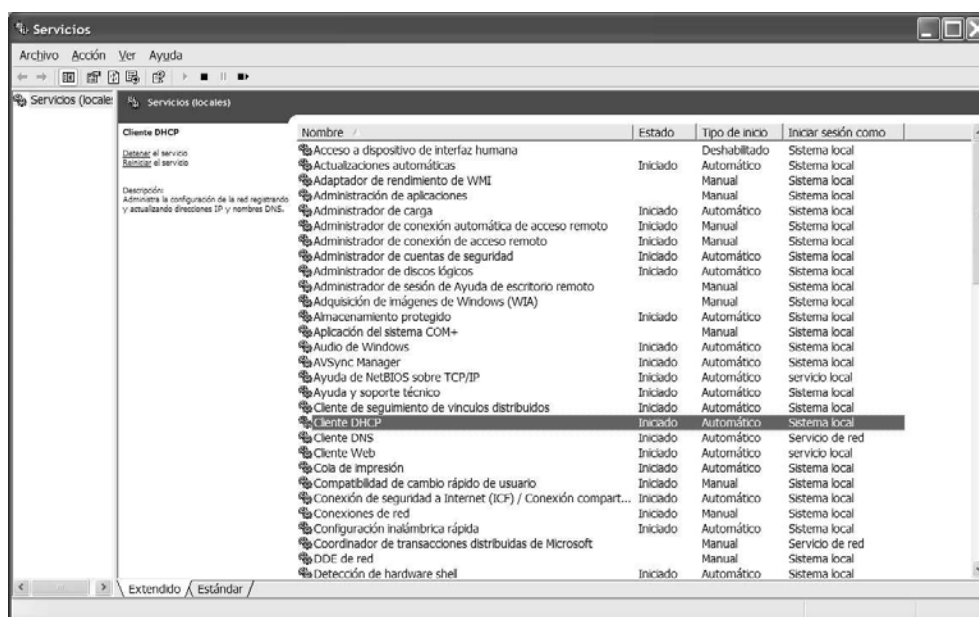 Servicios
Archivo Acción Ver Ayuda
Servicios (locale:
Servicios (locales)
Cliente DHCP
Detener el servicio
Reiniciar el servicio
Descripción:
Administra la configuración de la red registrando
y actualizando direcciones IP y nombres DNS.
Nombre Estado Tipo de inicio Iniciar sesión como
Acceso a dispositivo de interfaz humana Deshabilitado Sistema local
Actualizaciones automáticas Iniciado Automático Sistema local
Adaptador de rendimiento de WMI Manual Sistema local
Administración de aplicaciones Manual Sistema local
Administrador de carga Iniciado Automático Sistema local
Administrador de conexión automática de acceso remoto Iniciado Manual Sistema local
Administrador de conexión de acceso remoto Iniciado Manual Sistema local
Administrador de cuentas de seguridad Iniciado Automático Sistema local
Administrador de discos lógicos Iniciado Automático Sistema local
Administrador de sesión de Ayuda de escritorio remoto Manual Sistema local
Adquisición de imágenes de Windows (WIA) Manual Sistema local
Almacenamiento protegido Iniciado Automático Sistema local
Aplicación del sistema COM+ Manual Sistema local
Audio de Windows Iniciado Automático Sistema local
AVSync Manager Iniciado Automático Sistema local
Ayuda de NetBIOS sobre TCP/IP Iniciado Automático servicio local
Ayuda y soporte técnico Iniciado Automático Sistema local
Cliente de seguimiento de vinculos distribuidos Iniciado Automático Sistema local
Cliente DHCP Iniciado Automático Sistema local
Cliente DNS Iniciado Automático Servicio de red
Cliente Web Iniciado Automático servicio local
Cola de impresión Iniciado Automático Sistema local
Compatibilidad de cambio rápido de usuario Iniciado Manual Sistema local
Conexión de seguridad a Internet (ICF) / Conexión compart... Iniciado Automático Sistema local
Conexiones de red Iniciado Manual Sistema local
Configuración inalámbrica rápida Iniciado Automático Sistema local
Coordinador de transacciones distribuidas de Microsoft Manual Servicio de red
DDE de red Manual Sistema local
Detección de hardware shell Iniciado Automático Sistema local
Extendido Estándar